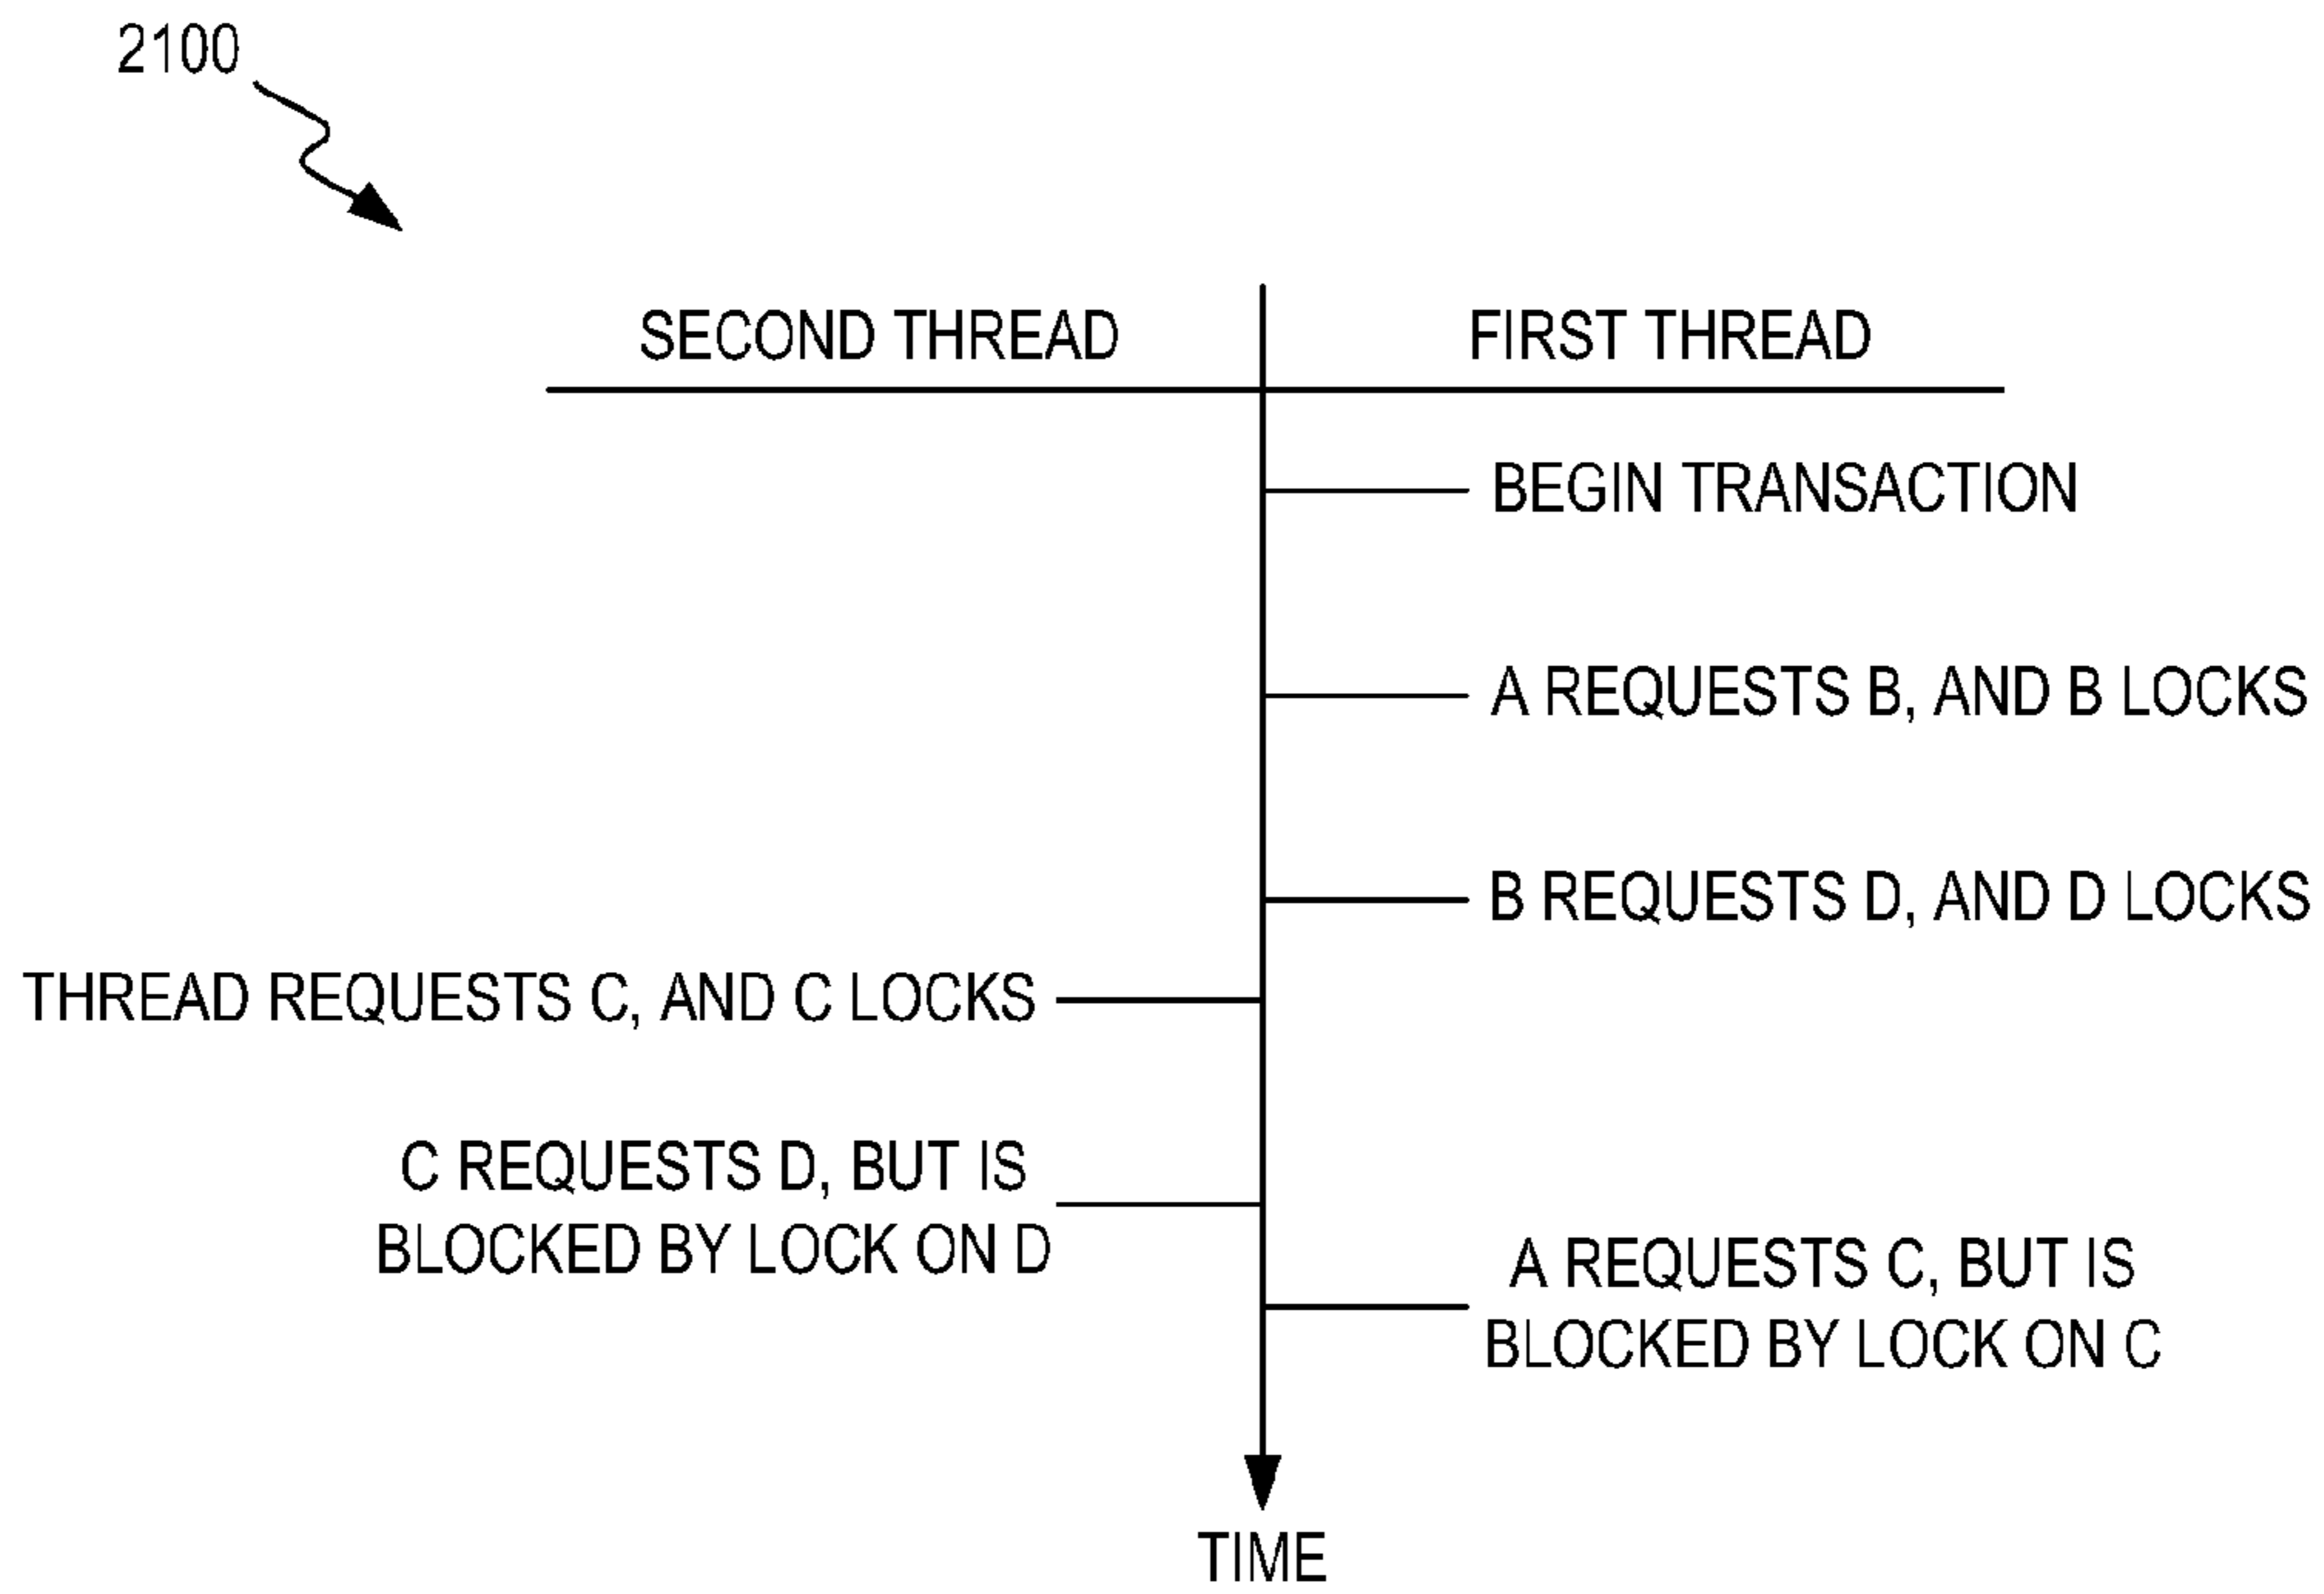 2100
SECOND THREAD
FIRST THREAD
BEGIN TRANSACTION
A REQUESTS B, AND B LOCKS
B REQUESTS D, AND D LOCKS
THREAD REQUESTS C, AND C LOCKS
C REQUESTS D, BUT IS
BLOCKED BY LOCK ON D
A REQUESTS C, BUT IS
BLOCKED BY LOCK ON C
TIME